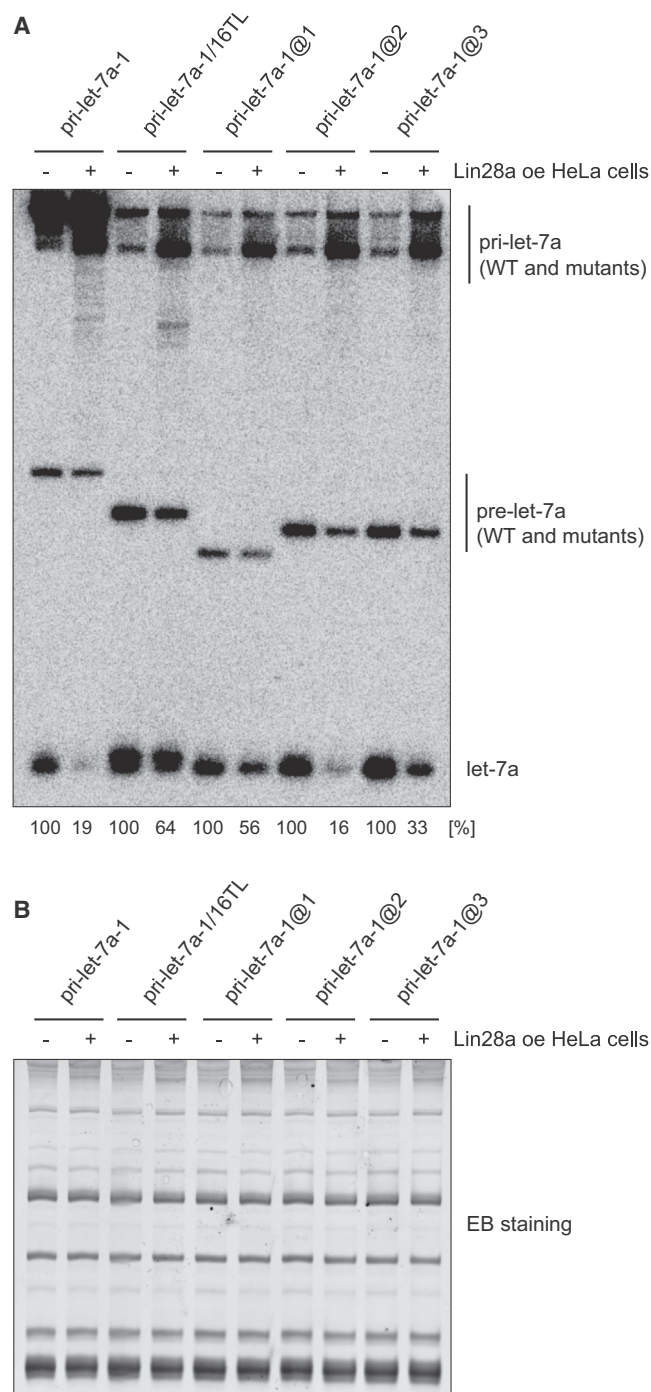 A
pri-let-7a-1
pri-let-7a-1/16TL
pri-let-7a-1@1
pri-let-7a-1@2
pri-let-7a-1@3
- + - + - + - + - + Lin28a oe HeLa cells
pri-let-7a
(WT and mutants)
pre-let-7a
(WT and mutants)
let-7a
100 19 100 64 100 56 100 16 100 33 [%]
B
pri-let-7a-1
pri-let-7a-1/16TL
pri-let-7a-1@1
pri-let-7a-1@2
pri-let-7a-1@3
- + - + - + - + - + Lin28a oe HeLa cells
EB staining